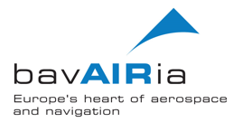 bavAIRia
Europe's heart of aerospace
and navigation